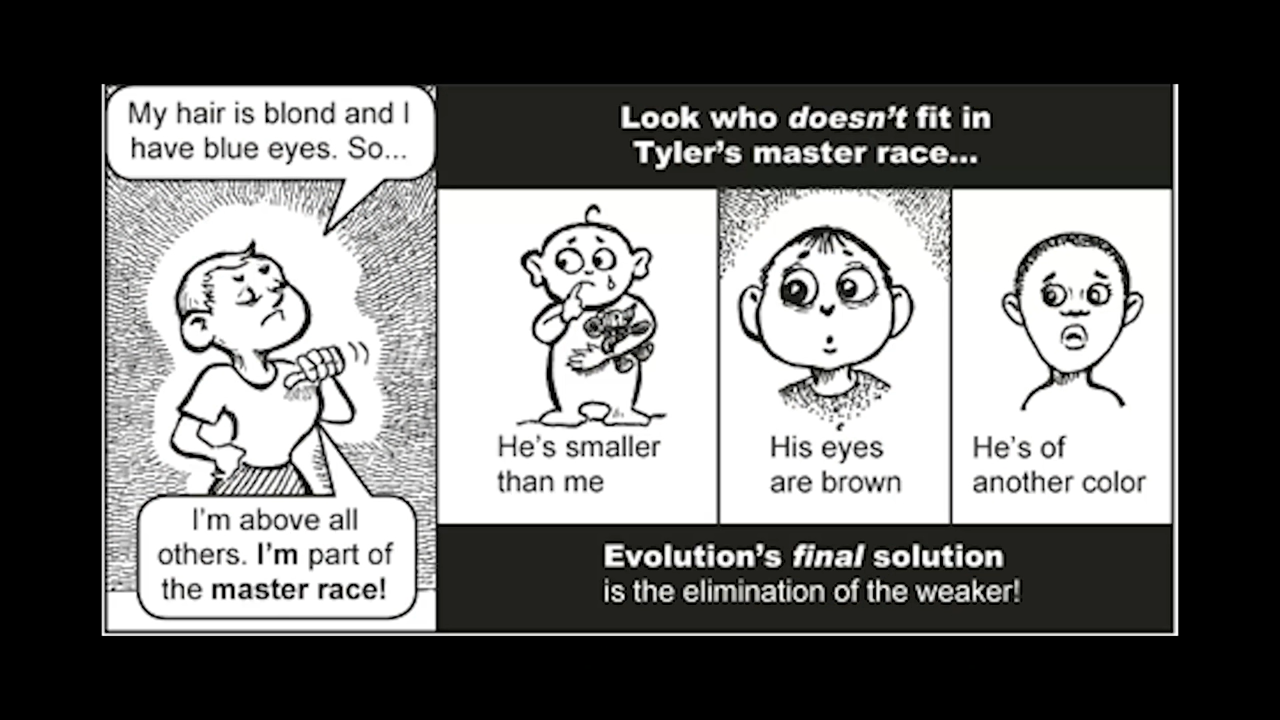 My hair is blond and I
have blue eyes. So...
I'm above all
others. I'm part of
the master race!
Look who doesn't fit in
Tyler's master race...
He's smaller
than me
His eyes
are brown
He's of
another color
Evolution's final solution
is the elimination of the weaker!